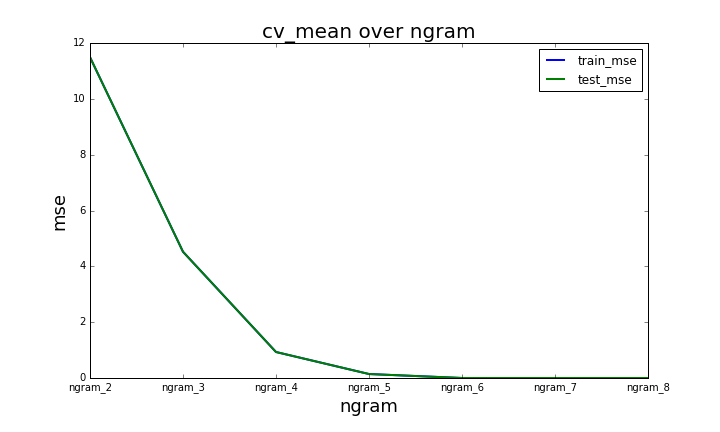 cv_mean over ngram
train_mse
test_mse
12
10
8
6
4
2
0
mse
ngram_2 ngram_3 ngram_4 ngram_5 ngram_6 ngram_7 ngram_8
ngram